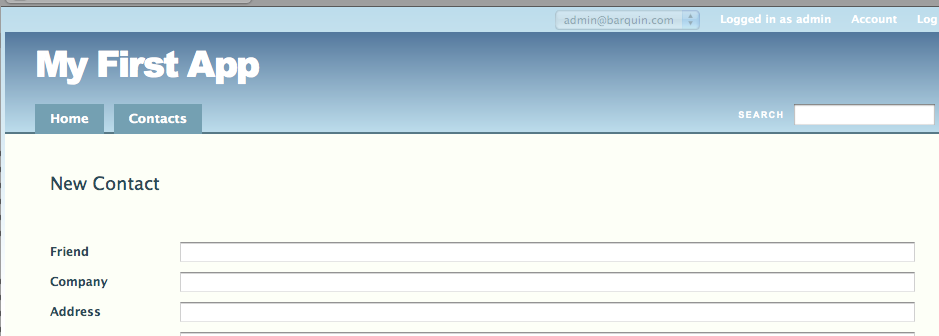 admin@barquin.com Logged in as admin Account Log
My First App
Home Contacts SEARCH
New Contact
Friend
Company
Address